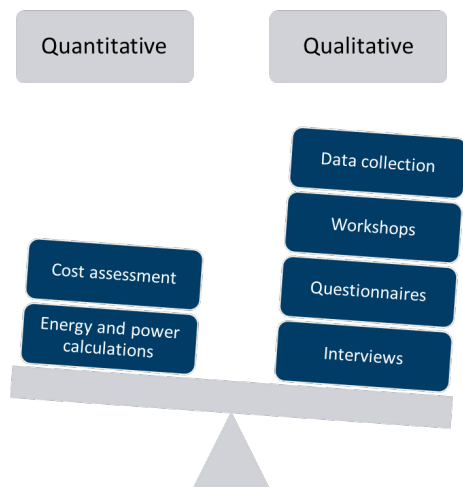 Quantitative
Qualitative
Data collection
Workshops
Cost assessment
Questionnaires
Energy and power
calculations
Interviews